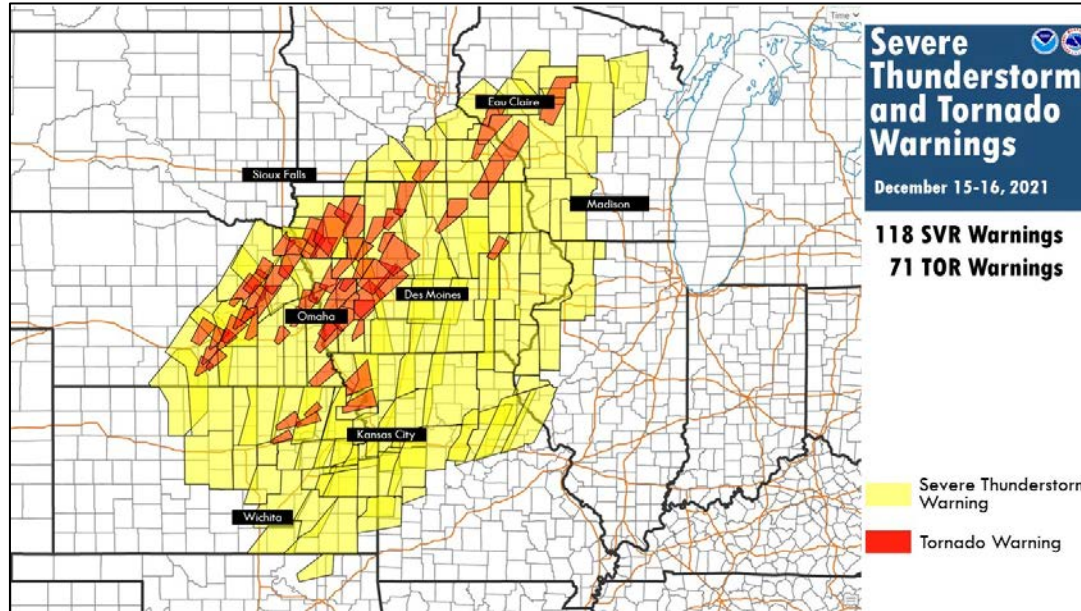 Time
Severe
Thunderstorm
and Tornado
Warnings
December 15-16, 2021
118 SVR Warnings
71 TOR Warnings
Eau Claire
Sioux Falls
Madison
Des Moines
Omaha
Kansas City
Wichita
Severe Thunderstorm
Warning
Tornado Warning